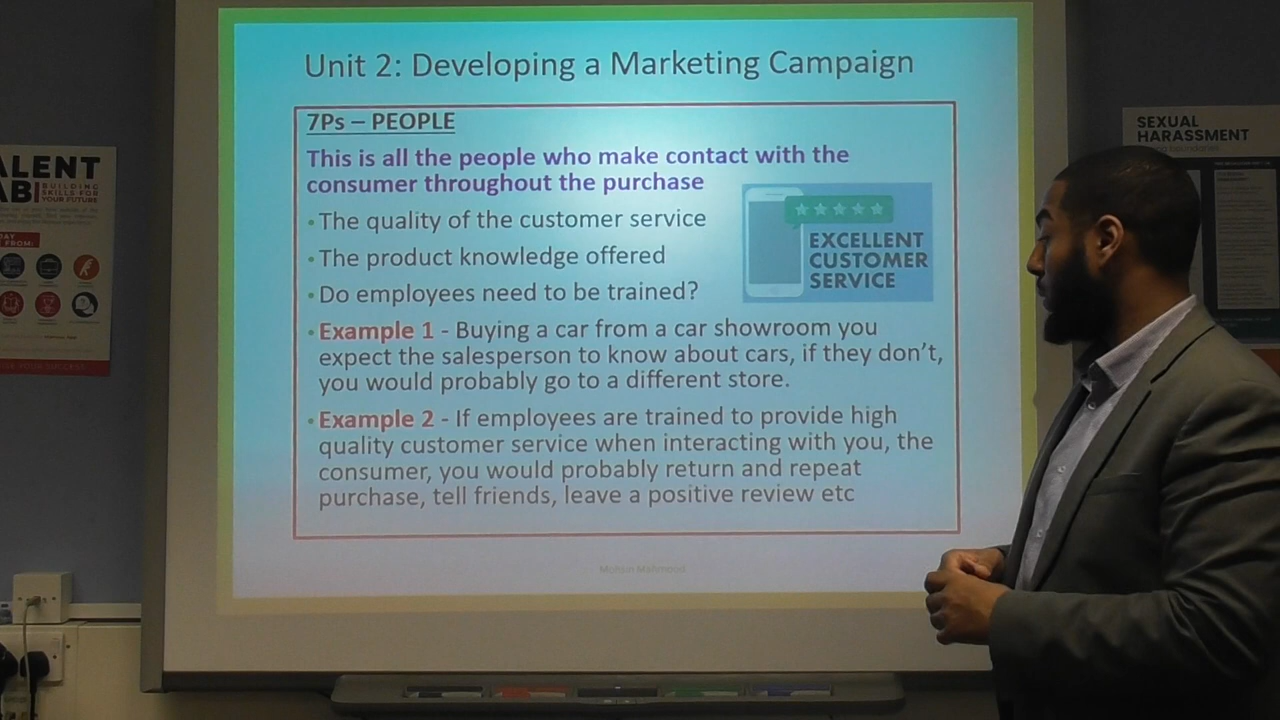 Unit 2: Developing a Marketing Campaign
7Ps – PEOPLE
This is all the people who make contact with the
consumer throughout the purchase
• The quality of the customer service
• The product knowledge offered
• Do employees need to be trained?
EXCELLENT
CUSTOMER
SERVICE
• Example 1 - Buying a car from a car showroom you
expect the salesperson to know about cars, if they don't,
you would probably go to a different store.
• Example 2 - If employees are trained to provide high
quality customer service when interacting with you, the
consumer, you would probably return and repeat
purchase, tell friends, leave a positive review etc
Mohsin Mahmood
ALENT
AB
BUILDING
SKILLS FOR
YOUR FUTURE
FROM:
SEXUAL
HARASSMENT